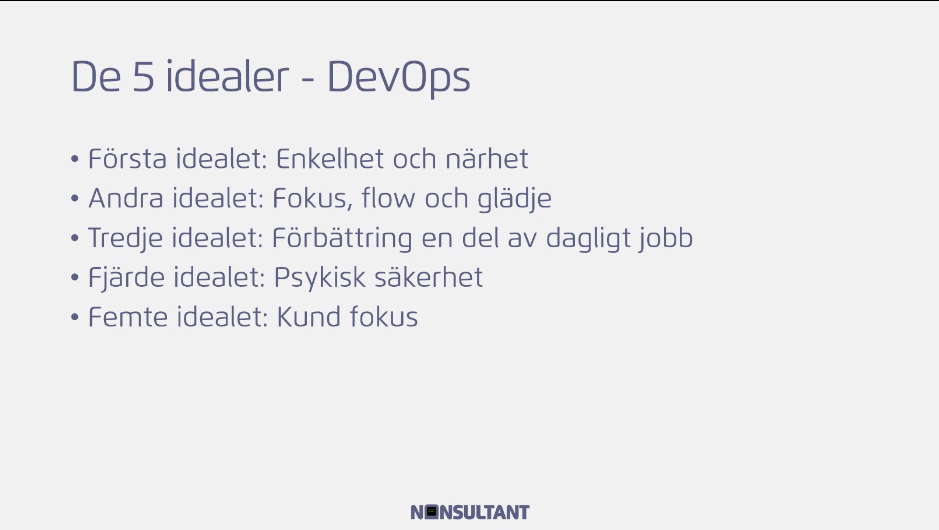 De 5 idealer - DevOps
• Första idealet: Enkelhet och närhet
• Andra idealet: Fokus, flow och glädje
• Tredje idealet: Förbättring en del av dagligt jobb
• Fjärde idealet: Psykisk säkerhet
• Femte idealet: Kund fokus
NONSULTANT